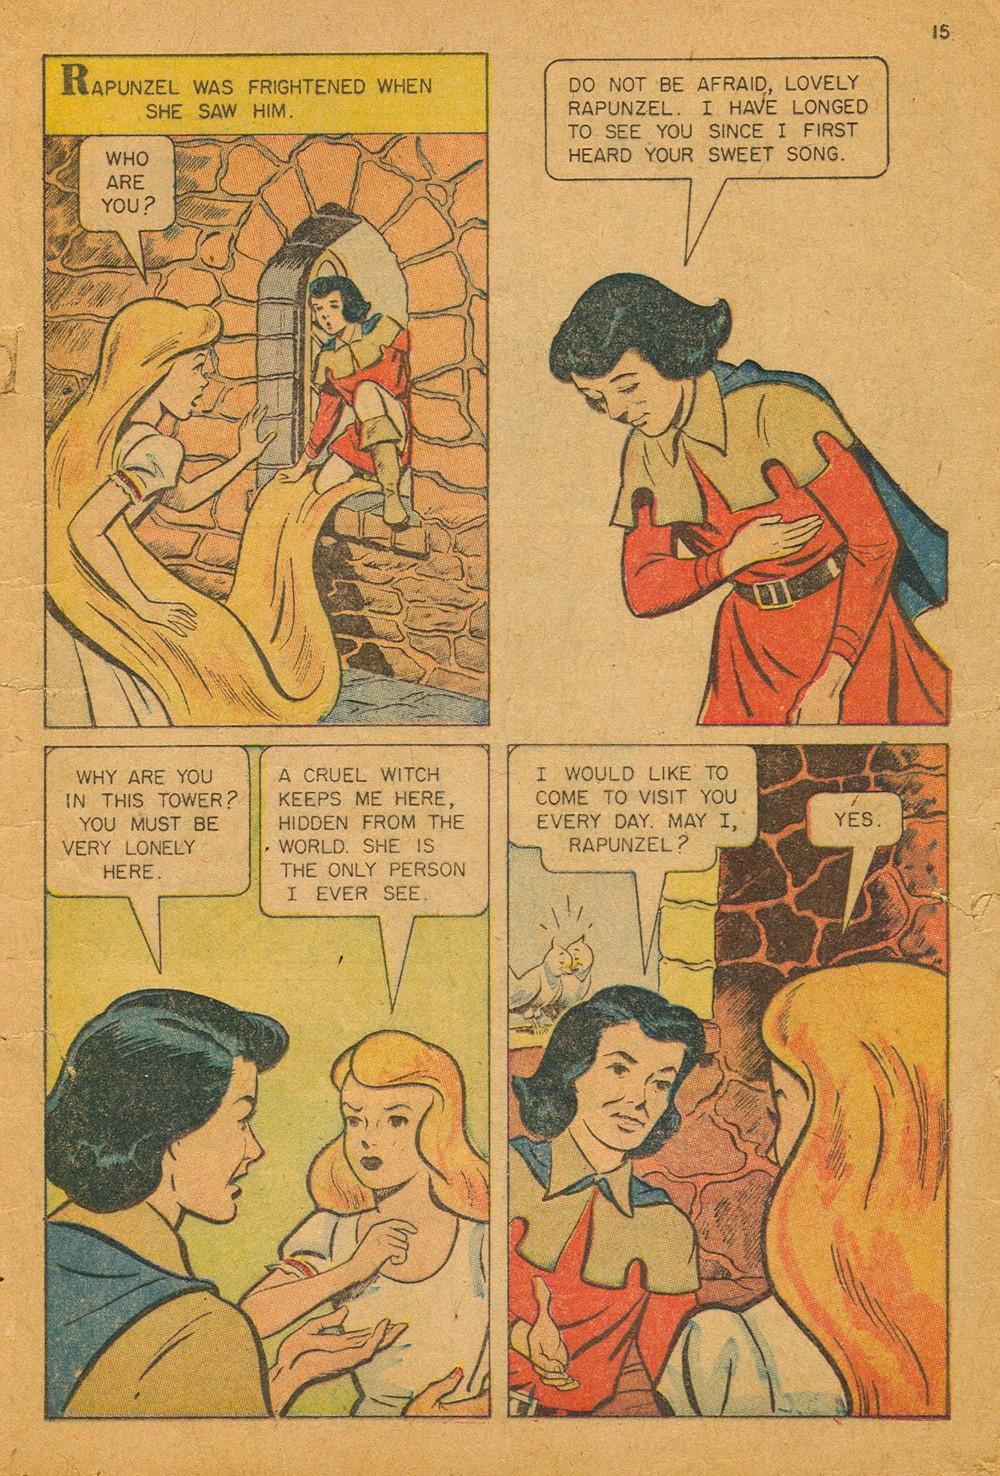 15
RAPUNZEL WAS FRIGHTENED WHEN
SHE SAW HIM.
WHO
ARE
YOU?
DO NOT BE AFRAID, LOVELY
RAPUNZEL. I HAVE LONGED
TO SEE YOU SINCE I FIRST
HEARD YOUR SWEET SONG.
WHY ARE YOU
IN THIS TOWER?
YOU MUST BE
VERY LONELY
HERE.
A CRUEL WITCH
KEEPS ME HERE,
HIDDEN FROM THE
WORLD. SHE IS
THE ONLY PERSON
I EVER SEE.
I WOULD LIKE TO
COME TO VISIT YOU
EVERY DAY. MAY I,
RAPUNZEL?
YES.